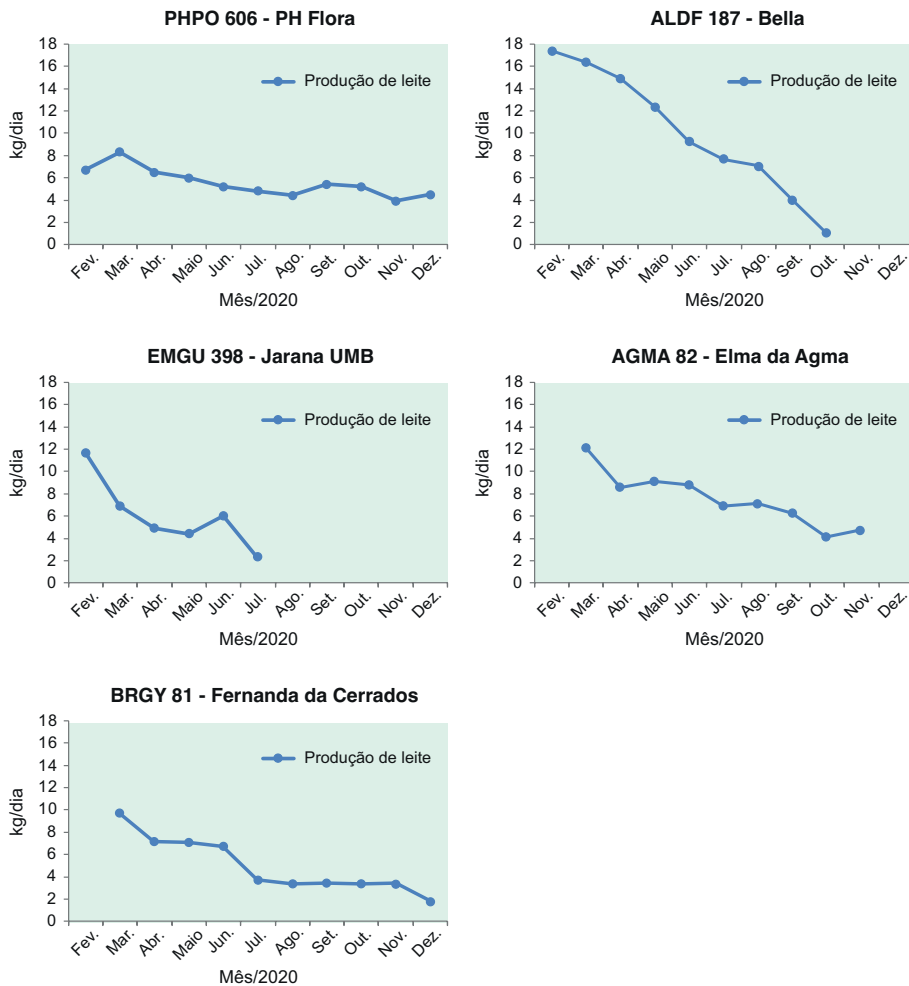 PHPO 606 - PH Flora
18
16
14
12
10
8
6
4
2
0
kg/dia
Produção de leite
Fev. Mar. Abr. Maio Jun. Jul. Ago. Set. Out. Nov. Dez.
Mês/2020
ALDF 187 - Bella
18
16
14
12
10
8
6
4
2
0
kg/dia
Produção de leite
Fev. Mar. Abr. Maio Jun. Jul. Ago. Set. Out. Nov. Dez.
Mês/2020
EMGU 398 - Jarana UMB
18
16
14
12
10
8
6
4
2
0
kg/dia
Produção de leite
Fev. Mar. Abr. Maio Jun. Jul. Ago. Set. Out. Nov. Dez.
Mês/2020
AGMA 82 - Elma da Agma
18
16
14
12
10
8
6
4
2
0
kg/dia
Produção de leite
Fev. Mar. Abr. Maio Jun. Jul. Ago. Set. Out. Nov. Dez.
Mês/2020
BRGY 81 - Fernanda da Cerrados
18
16
14
12
10
8
6
4
2
0
kg/dia
Produção de leite
Fev. Mar. Abr. Maio Jun. Jul. Ago. Set. Out. Nov. Dez.
Mês/2020